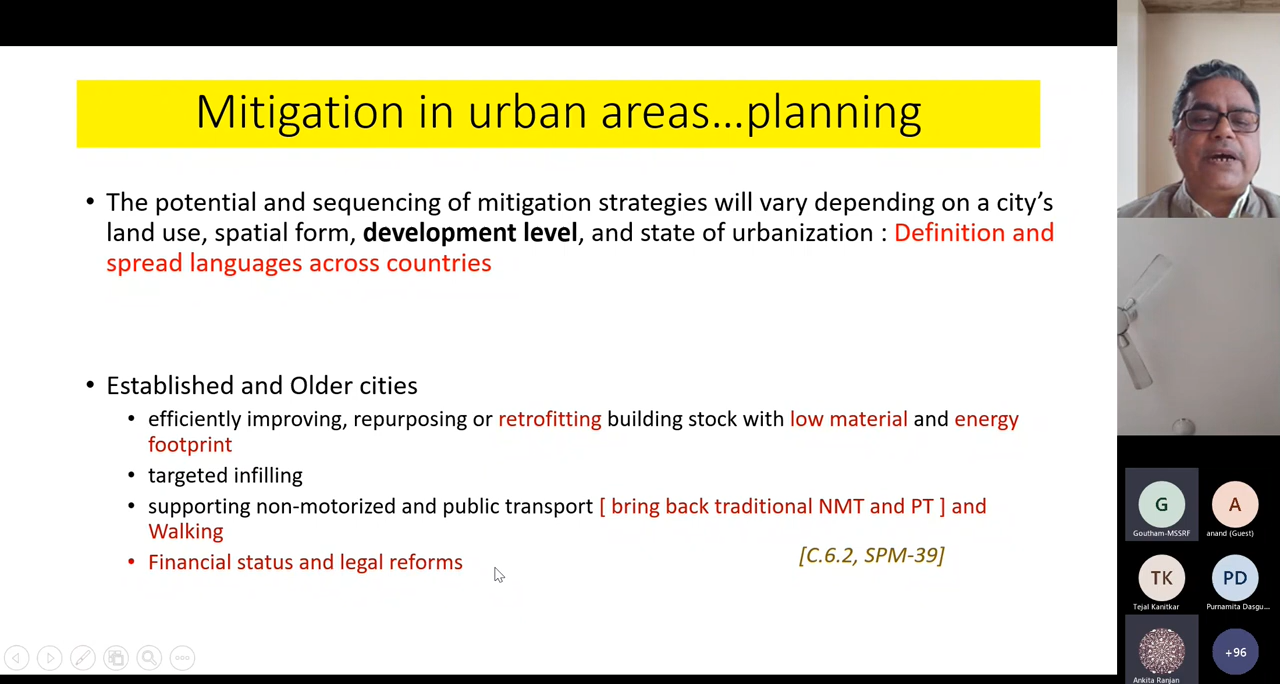 Mitigation in urban areas...planning
• The potential and sequencing of mitigation strategies will vary depending on a city's
land use, spatial form, development level, and state of urbanization : Definition and
spread languages across countries
• Established and Older cities
• efficiently improving, repurposing or retrofitting building stock with low material and energy
footprint
• targeted infilling
• supporting non-motorized and public transport [ bring back traditional NMT and PT ] and
Walking
• Financial status and legal reforms
[C.6.2, SPM-39]
G
Goutham-MSSRF
A
anand (Guest)
TK
Tejal Kanitkar
PD
Purnamita Dasgu...
Ankita Ranjan
+96